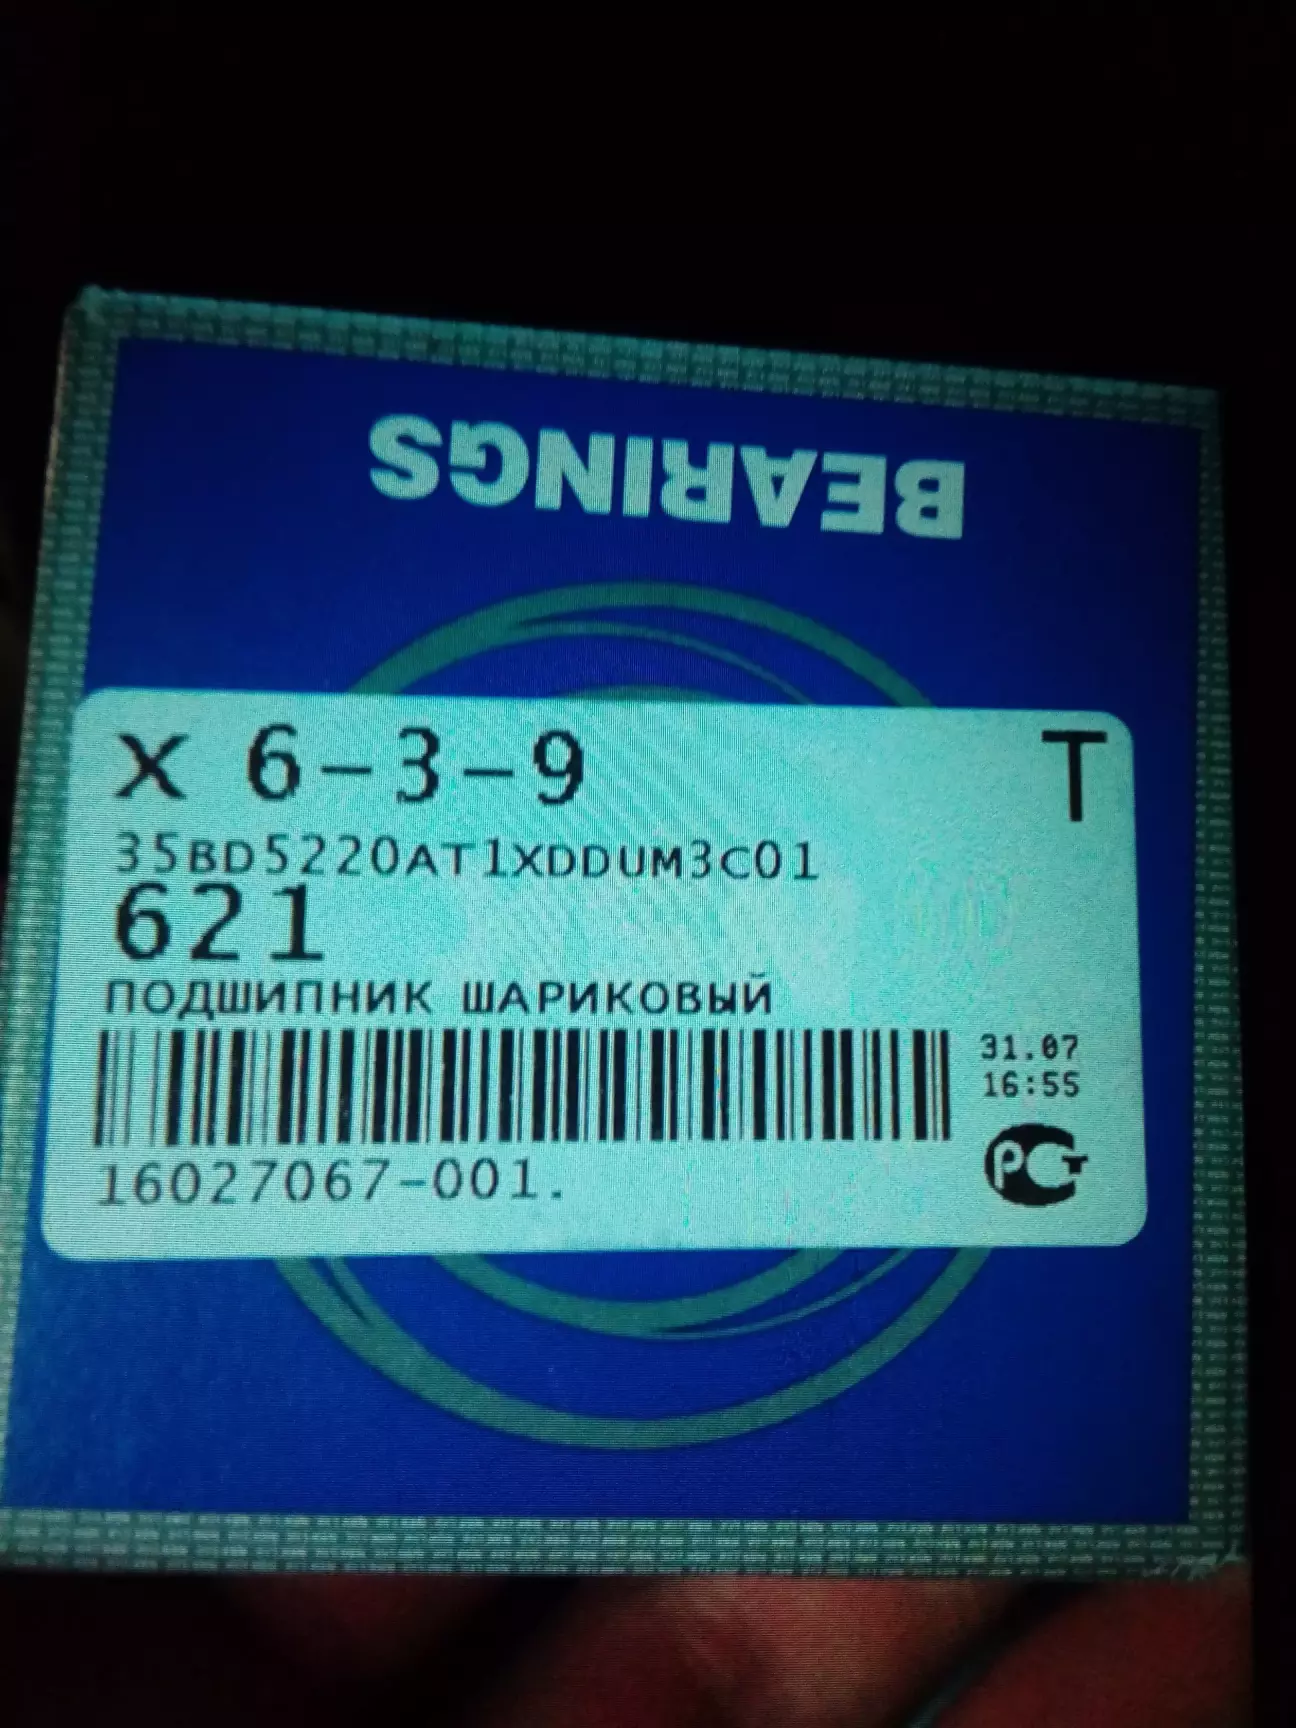 BEARINGS
X 6-3-9
T
35BD5220AT1XDDUM3C01
621
ПОДШИПНИК ШАРИКОВЫЙ
31.07
16:55
РСТ
16027067-001.